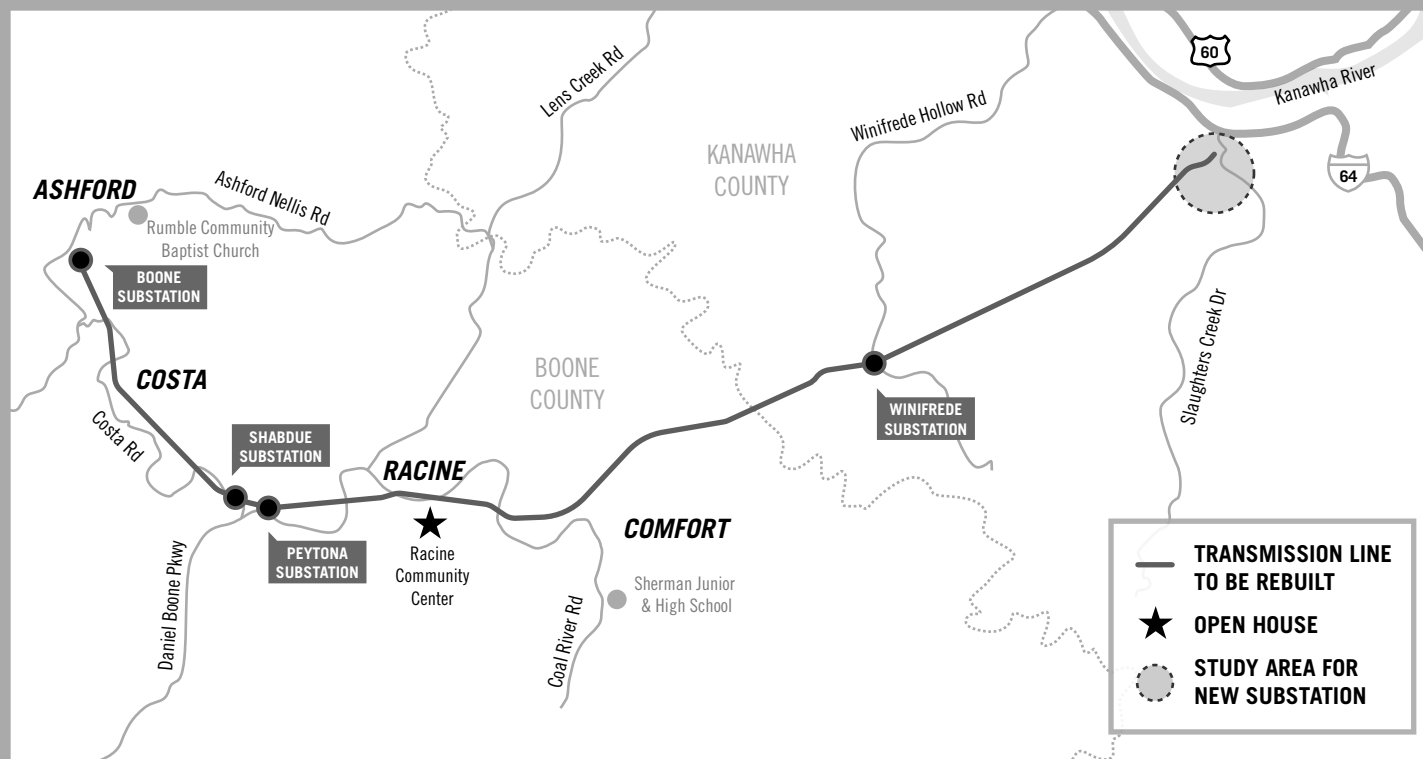 60
Kanawha River
Lens Creek Rd
Winifrede Hollow Rd
KANAWHA
COUNTY
64
ASHFORD
Ashford Nellis Rd
Rumble Community
Baptist Church
BOONE
SUBSTATION
COSTA
BOONE
COUNTY
Slaughters Creek Dr
Costa Rd
WINIFREDE
SUBSTATION
SHABDUE
SUBSTATION
RACINE
COMFORT
PEYTONA
SUBSTATION
Racine
Community
Center
Daniel Boone Pkwy
Coal River Rd
Sherman Junior
& High School
TRANSMISSION LINE
TO BE REBUILT
OPEN HOUSE
STUDY AREA FOR
NEW SUBSTATION